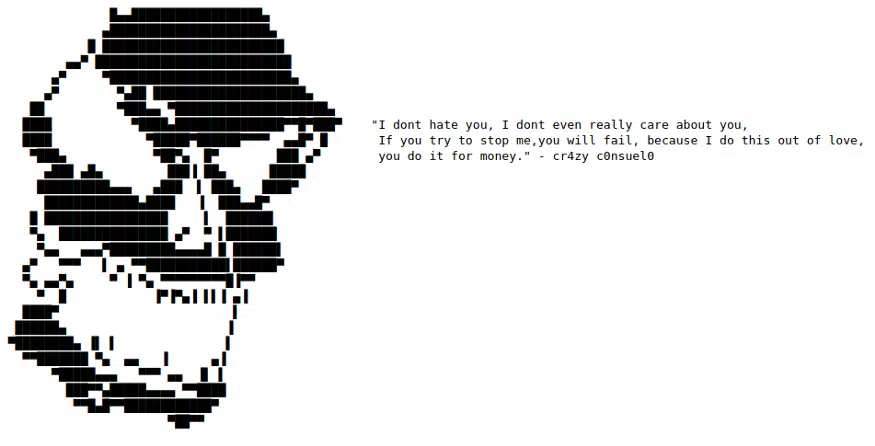 "I dont hate you, I dont even really care about you,
If you try to stop me,you will fail, because I do this out of love,
you do it for money." - cr4zy c0nsuel0